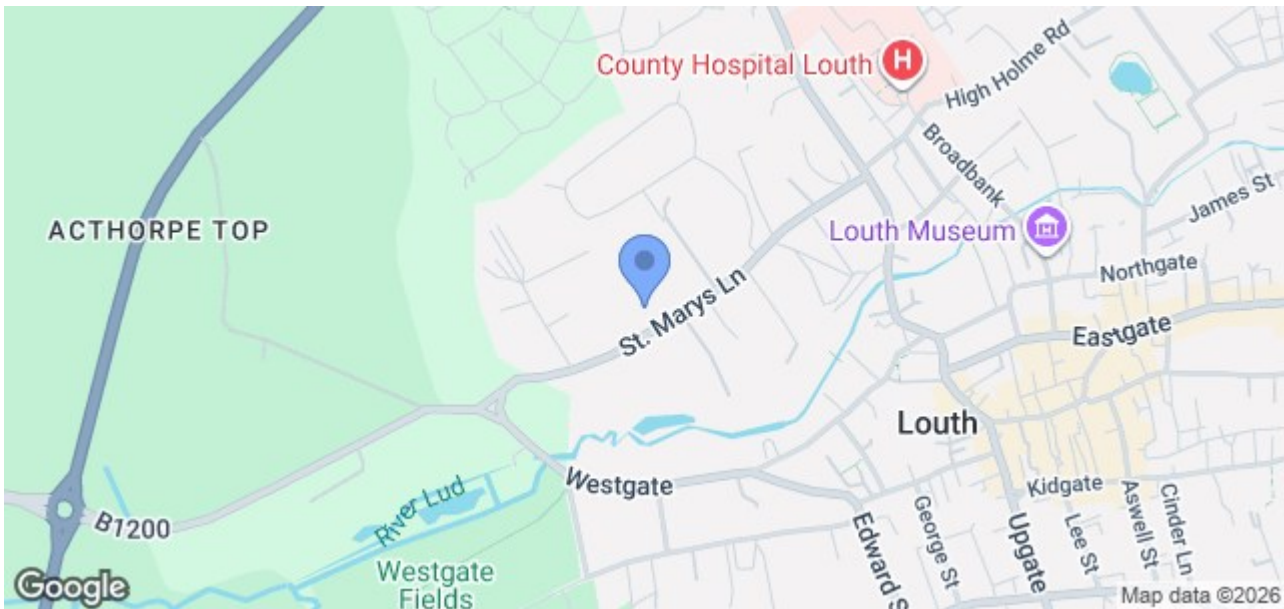 County Hospital Louth
H
High Holme Rd
Broadbank
James St
ACTHORPE TOP
Louth Museum
Northgate
St. Marys Ln
Eastgate
Louth
Westgate
Kidgate
River Lud
B1200
George St
Upgate
Lee St
Aswell St
Cinder Ln
Edward S
Westgate
Fields
Google
Map data ©2026